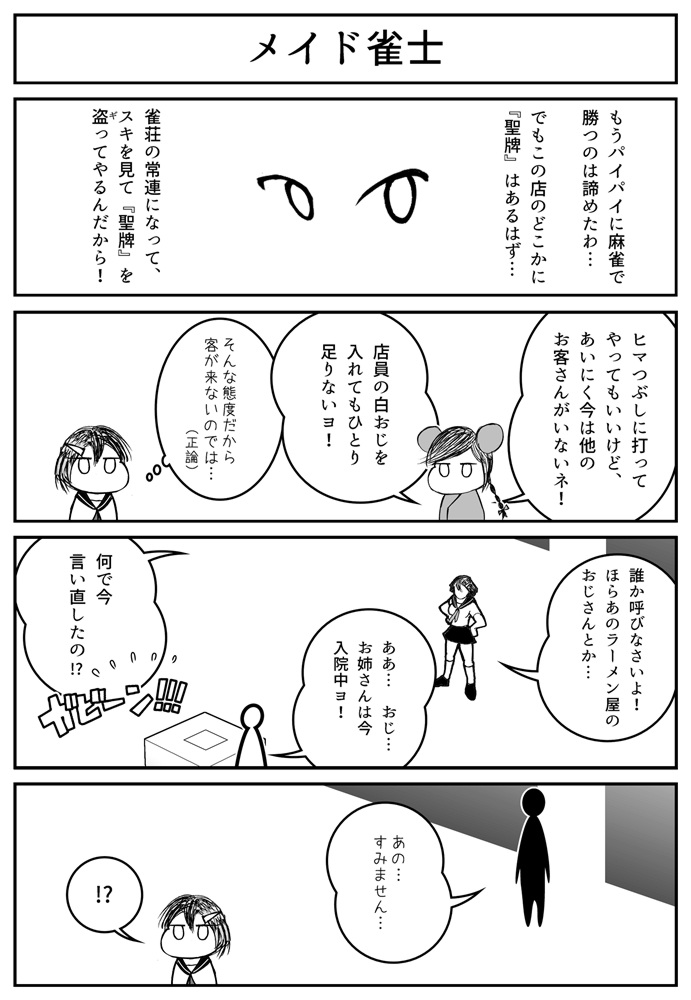 メイド雀士
もうパイパイに麻雀で
勝つのは諦めたわ…
でもこの店のどこかに
『聖牌』はあるはず…
雀荘の常連になって、
スキを見て『聖牌』を
盗ってやるんだから！
ギ
ヒマつぶしに打って
やってもいいけど、
あいにく今は他の
お客さんがいないネ！
店員の白おじを
入れてもひとり
足りないヨ！
そんな態度だから
客が来ないのでは…
（正論）
誰か呼びなさいよ！
ほらあのラーメン屋の
おじさんとか…
ああ… おじ…
お姉さんは今
入院中ヨ！
何で今
言い直したの!?
ガビーン!!!
あの…
すみません…
!?